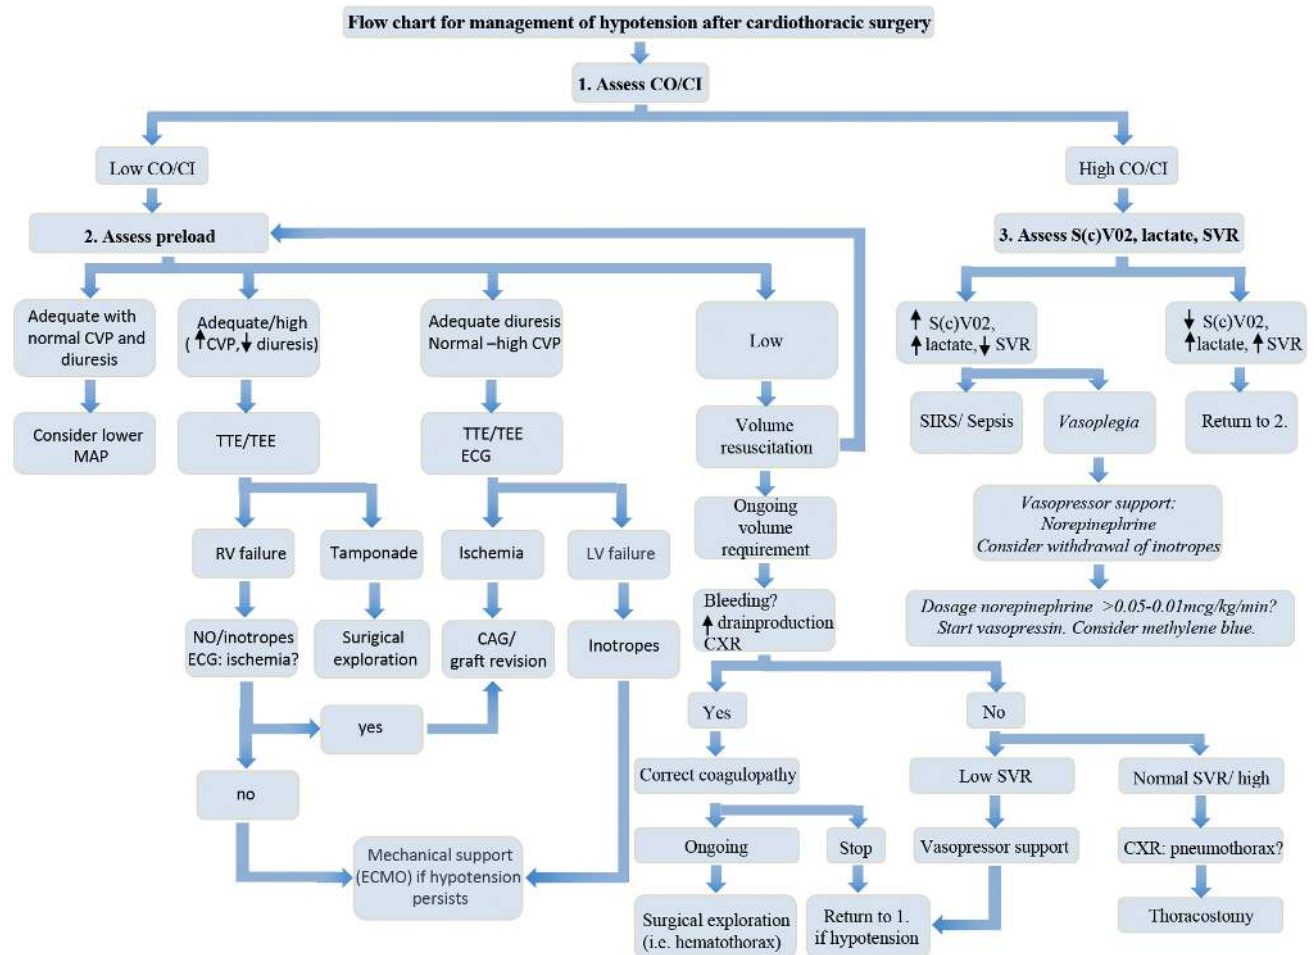 Flow chart for management of hypotension after cardiothoracic surgery
1. Assess CO/CI
Low CO/CI
High CO/CI
2. Assess preload
3. Assess S(c)V02, lactate, SVR
Adequate with
normal CVP and
diuresis
Adequate/high
(↑CVP,↓ diuresis)
Adequate diuresis
Normal –high CVP
Low
↑ S(c)V02,
↑lactate,↓ SVR
↓ S(c)V02,
↑lactate, ↑ SVR
Consider lower
MAP
TTE/TEE
TTE/TEE
ECG
Volume
resuscitation
SIRS/ Sepsis
Vasoplegia
Return to 2.
Ongoing
volume
requirement
Vasopressor support:
Norepinephrine
Consider withdrawal of inotropes
RV failure
Tamponade
Ischemia
LV failure
Bleeding?
↑ drainproduction
CXR
Dosage norepinephrine >0.05-0.01mcg/kg/min?
Start vasopressin. Consider methylene blue.
NO/inotropes
ECG: ischemia?
Surigical
exploration
CAG/
graft revision
Inotropes
Yes
No
yes
no
Correct coagulopathy
Low SVR
Normal SVR/ high
Ongoing
Stop
Vasopressor support
CXR: pneumothorax?
Mechanical support
(ECMO) if hypotension
persists
Surgical exploration
(i.e. hematothorax)
Return to 1.
if hypotension
Thoracostomy